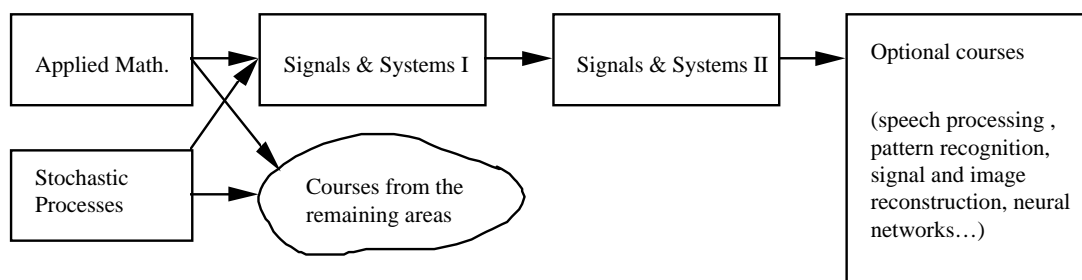 Applied Math.
Signals & Systems I
Signals & Systems II
Optional courses
(speech processing ,
pattern recognition,
signal and image
reconstruction, neural
networks…)
Stochastic
Processes
Courses from the
remaining areas